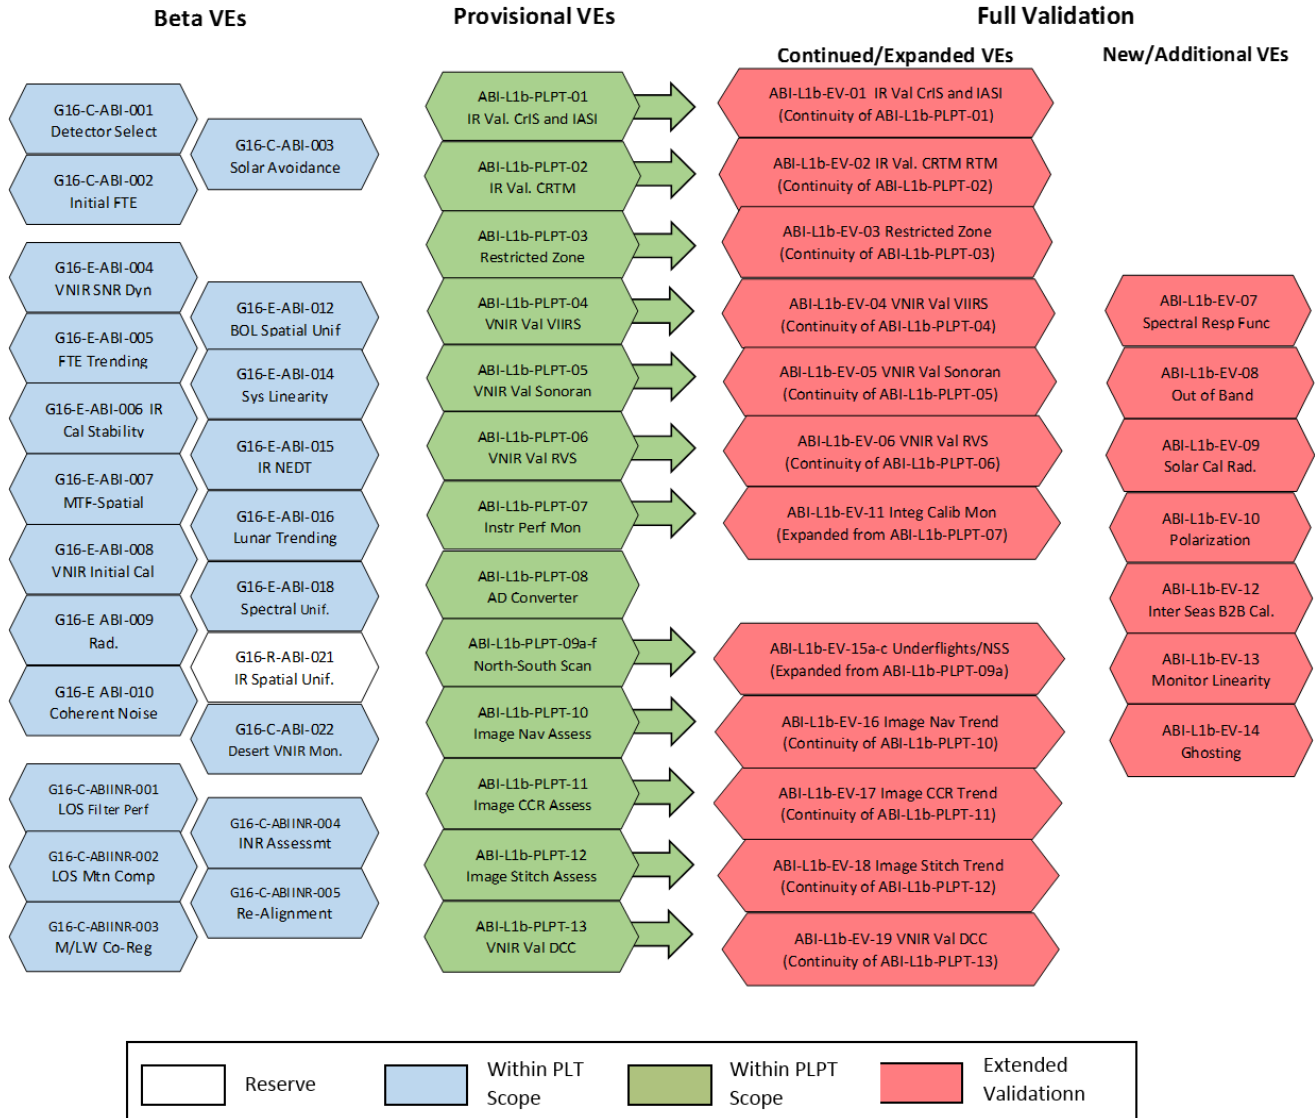 Beta VEs
Provisional VEs
Full Validation
Continued/Expanded VEs
New/Additional VEs
G16-C-ABI-001
Detector Select
G16-C-ABI-002
Initial FTE
G16-C-ABI-003
Solar Avoidance
G16-E-ABI-004
VNIR SNR Dyn
G16-E-ABI-005
FTE Trending
G16-E-ABI-006 IR
Cal Stability
G16-E-ABI-007
MTF-Spatial
G16-E-ABI-008
VNIR Initial Cal
G16-E ABI-009
Rad.
G16-E ABI-010
Coherent Noise
G16-E-ABI-012
BOL Spatial Unif
G16-E-ABI-014
Sys Linearity
G16-E-ABI-015
IR NEDT
G16-E-ABI-016
Lunar Trending
G16-E-ABI-018
Spectral Unif.
G16-R-ABI-021
IR Spatial Unif.
G16-C-ABI-022
Desert VNIR Mon.
G16-C-ABIINR-001
LOS Filter Perf
G16-C-ABIINR-002
LOS Mtn Comp
G16-C-ABIINR-003
M/LW Co-Reg
G16-C-ABIINR-004
INR Assessmt
G16-C-ABIINR-005
Re-Alignment
ABI-L1b-PLPT-01
IR Val. CrIS and IASI
ABI-L1b-PLPT-02
IR Val. CRTM
ABI-L1b-PLPT-03
Restricted Zone
ABI-L1b-PLPT-04
VNIR Val VIIRS
ABI-L1b-PLPT-05
VNIR Val Sonoran
ABI-L1b-PLPT-06
VNIR Val RVS
ABI-L1b-PLPT-07
Instr Perf Mon
ABI-L1b-PLPT-08
AD Converter
ABI-L1b-PLPT-09a-f
North-South Scan
ABI-L1b-PLPT-10
Image Nav Assess
ABI-L1b-PLPT-11
Image CCR Assess
ABI-L1b-PLPT-12
Image Stitch Assess
ABI-L1b-PLPT-13
VNIR Val DCC
ABI-L1b-EV-01 IR Val CrIS and IASI
(Continuity of ABI-L1b-PLPT-01)
ABI-L1b-EV-02 IR Val. CRTM RTM
(Continuity of ABI-L1b-PLPT-02)
ABI-L1b-EV-03 Restricted Zone
(Continuity of ABI-L1b-PLPT-03)
ABI-L1b-EV-04 VNIR Val VIIRS
(Continuity of ABI-L1b-PLPT-04)
ABI-L1b-EV-05 VNIR Val Sonoran
(Continuity of ABI-L1b-PLPT-05)
ABI-L1b-EV-06 VNIR Val RVS
(Continuity of ABI-L1b-PLPT-06)
ABI-L1b-EV-11 Integ Calib Mon
(Expanded from ABI-L1b-PLPT-07)
ABI-L1b-EV-15a-c Underflights/NSS
(Expanded from ABI-L1b-PLPT-09a)
ABI-L1b-EV-16 Image Nav Trend
(Continuity of ABI-L1b-PLPT-10)
ABI-L1b-EV-17 Image CCR Trend
(Continuity of ABI-L1b-PLPT-11)
ABI-L1b-EV-18 Image Stitch Trend
(Continuity of ABI-L1b-PLPT-12)
ABI-L1b-EV-19 VNIR Val DCC
(Continuity of ABI-L1b-PLPT-13)
ABI-L1b-EV-07
Spectral Resp Func
ABI-L1b-EV-08
Out of Band
ABI-L1b-EV-09
Solar Cal Rad.
ABI-L1b-EV-10
Polarization
ABI-L1b-EV-12
Inter Seas B2B Cal.
ABI-L1b-EV-13
Monitor Linearity
ABI-L1b-EV-14
Ghosting
Reserve
Within PLT
Scope
Within PLPT
Scope
Extended
Validationn